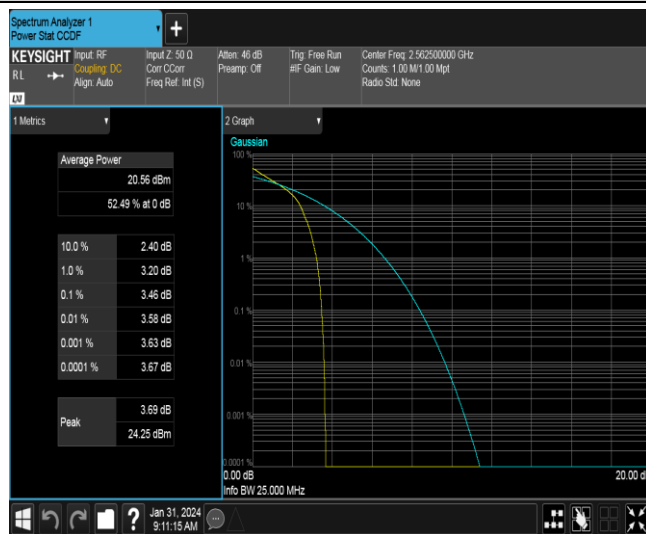 Spectrum Analyzer 1
Power Stat CCDF
+
KEYSIGHT
RL
LXI
Input: RF
Coupling: DC
Align: Auto
Input Z: 50 Ω
Corr CCorr
Freq Ref: Int (S)
Atten: 46 dB
Preamp: Off
Trig: Free Run
#IF Gain: Low
Center Freq: 2.562500000 GHz
Counts: 1.00 M/1.00 Mpt
Radio Std: None
1 Metrics
Average Power
20.56 dBm
52.49 % at 0 dB
10.0 % 2.40 dB
1.0 % 3.20 dB
0.1 % 3.46 dB
0.01 % 3.58 dB
0.001 % 3.63 dB
0.0001 % 3.67 dB
Peak
3.69 dB
24.25 dBm
2 Graph
Gaussian
100 %
10 %
1 %
0.1 %
0.01 %
0.001 %
0.0001 %
0.00 dB
20.00 d
Info BW 25.000 MHz
?
Jan 31, 2024
9:11:15 AM